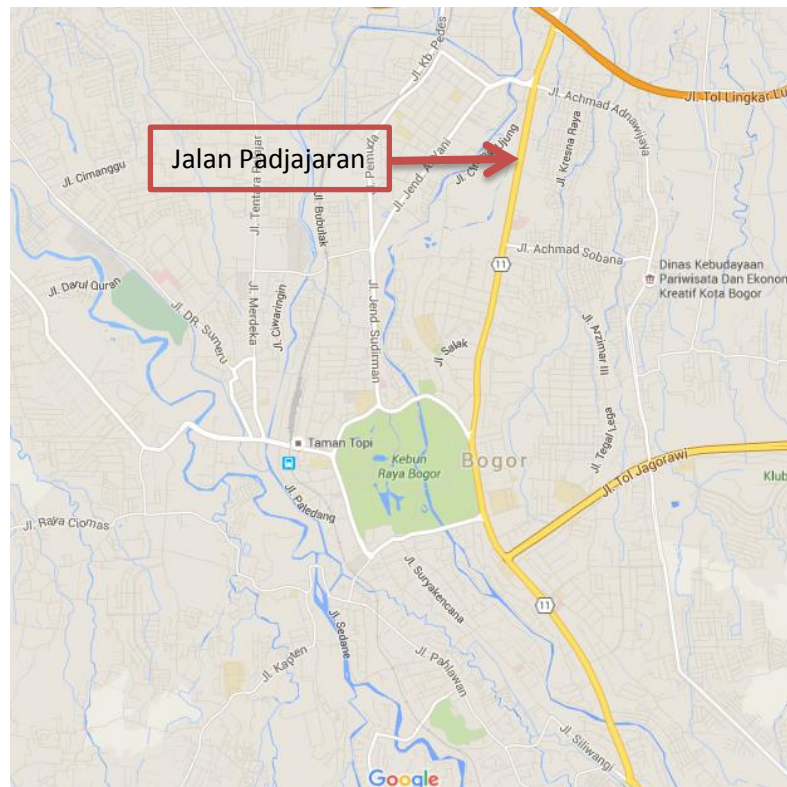 Jl. Kb. Pedes
Jl. Achmad Adnawijaya
Jl. Tol Lingkar Lu
Jalan Padjajaran
Jl. Cimanggu
Jl. Tentara Pelajar
Jl. Pemuda
Jl. Jend. A. Yani
Ujung
Jl. Kresna Raya
Jl. Bubulak
11
Jl. Achmad Sobana
Dinas Kebudayaan
Pariwisata Dan Ekonom
Kreatif Kota Bogor
Jl. Darul Quran
Jl. DR. Sumeru
Jl. Merdeka
Jl. Ciwaringin
Jl. Jend. Sudirman
Jl. Salak
Jl. Arzimar III
Jl. Tegal Lega
Taman Topi
Kebun
Raya Bogor
Bogor
Jl. Tol Jagorawi
Klub
Jl. Paledang
Jl. Raya Ciomas
Jl. Suryakencana
11
Jl. Sedane
Jl. Kapten
Jl. Pahlawan
Jl. Siliwangi
Google